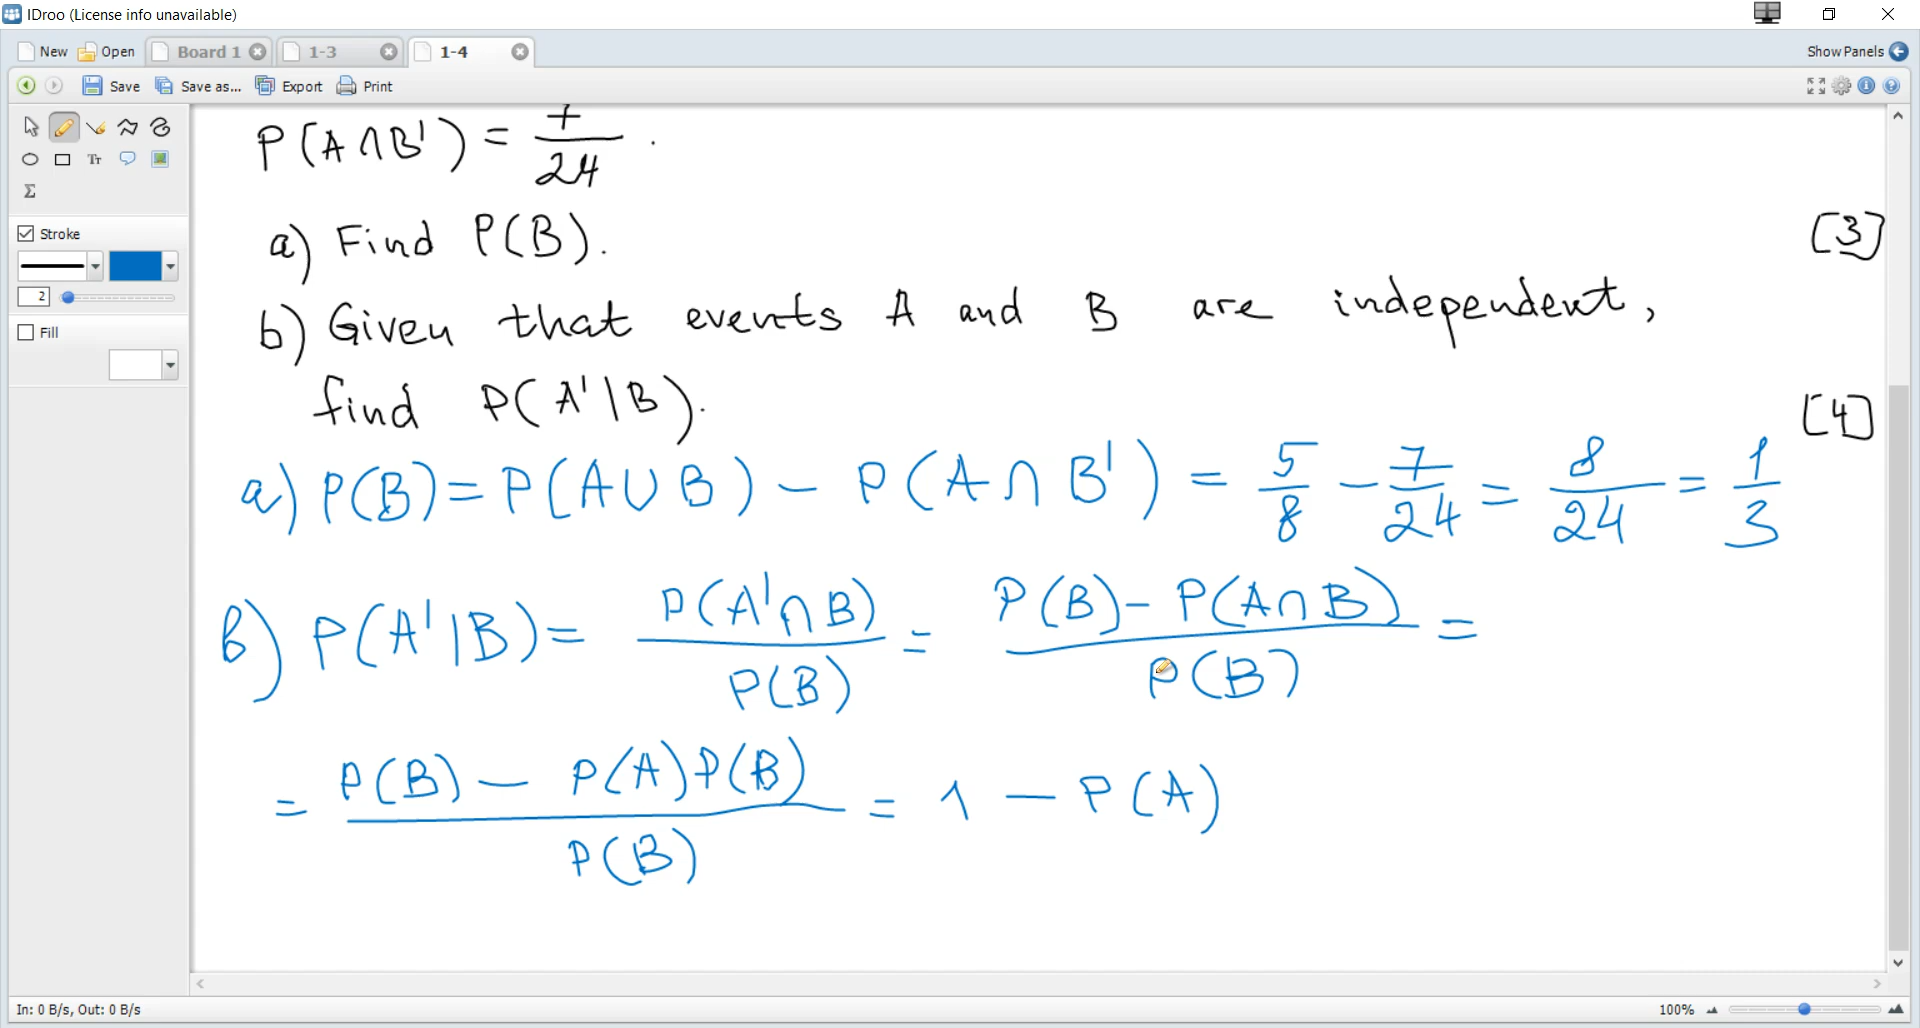 IDroo (License info unavailable)
New Open Board 1 1-3 1-4 Show Panels
Save Save as... Export Print
Tt
Σ
Stroke
2
Fill
P(A∩B') = 7/24 .
a) Find P(B). [3]
b) Given that events A and B are independent,
find P(A'|B). [4]
a) P(B) = P(A∪B) − P(A∩B') = 5/8 − 7/24 = 8/24 = 1/3
b) P(A'|B) = P(A'∩B)/P(B) = (P(B) − P(A∩B))/P(B) =
= (P(B) − P(A)P(B))/P(B) = 1 − P(A)
In: 0 B/s, Out: 0 B/s 100%